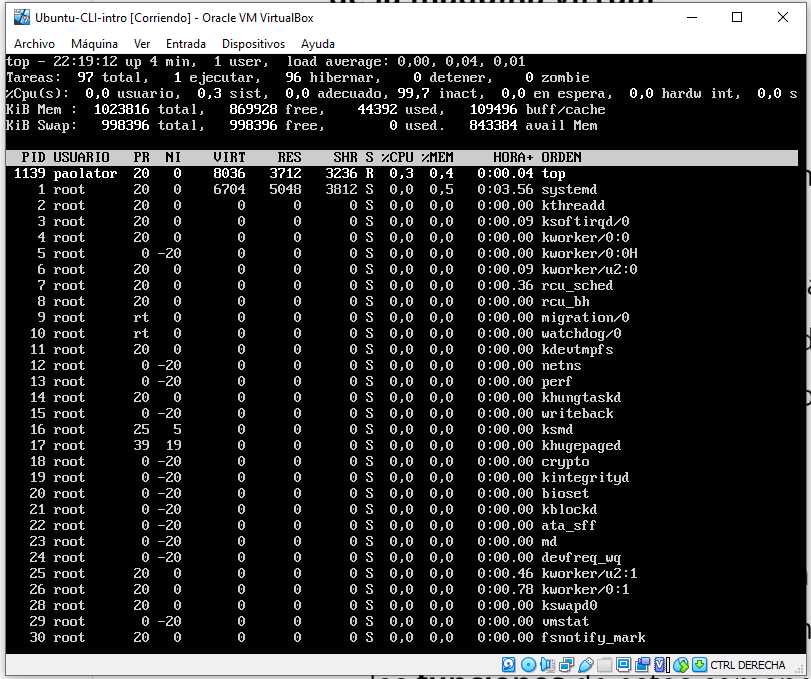 Ubuntu-CLI-intro [Corriendo] - Oracle VM VirtualBox
Archivo Máquina Ver Entrada Dispositivos Ayuda
top - 22:19:12 up 4 min, 1 user, load average: 0,00, 0,04, 0,01
Tareas: 97 total, 1 ejecutar, 96 hibernar, 0 detener, 0 zombie
%Cpu(s): 0,0 usuario, 0,3 sist, 0,0 adecuado, 99,7 inact, 0,0 en espera, 0,0 hardw int, 0,0 s
KiB Mem : 1023816 total, 869928 free, 44392 used, 109496 buff/cache
KiB Swap: 998396 total, 998396 free, 0 used. 843384 avail Mem
PID USUARIO PR NI VIRT RES SHR S %CPU %MEM HORA+ ORDEN
1139 paolator 20 0 8036 3712 3236 R 0,3 0,4 0:00.04 top
1 root 20 0 6704 5048 3812 S 0,0 0,5 0:03.56 systemd
2 root 20 0 0 0 0 S 0,0 0,0 0:00.00 kthreadd
3 root 20 0 0 0 0 S 0,0 0,0 0:00.09 ksoftirqd/0
4 root 20 0 0 0 0 S 0,0 0,0 0:00.00 kworker/0:0
5 root 0 -20 0 0 0 S 0,0 0,0 0:00.00 kworker/0:0H
6 root 20 0 0 0 0 S 0,0 0,0 0:00.09 kworker/u2:0
7 root 20 0 0 0 0 S 0,0 0,0 0:00.36 rcu_sched
8 root 20 0 0 0 0 S 0,0 0,0 0:00.00 rcu_bh
9 root rt 0 0 0 0 S 0,0 0,0 0:00.00 migration/0
10 root rt 0 0 0 0 S 0,0 0,0 0:00.00 watchdog/0
11 root 20 0 0 0 0 S 0,0 0,0 0:00.00 kdevtmpfs
12 root 0 -20 0 0 0 S 0,0 0,0 0:00.00 netns
13 root 0 -20 0 0 0 S 0,0 0,0 0:00.00 perf
14 root 20 0 0 0 0 S 0,0 0,0 0:00.00 khungtaskd
15 root 0 -20 0 0 0 S 0,0 0,0 0:00.00 writeback
16 root 25 5 0 0 0 S 0,0 0,0 0:00.00 ksmd
17 root 39 19 0 0 0 S 0,0 0,0 0:00.00 khugepaged
18 root 0 -20 0 0 0 S 0,0 0,0 0:00.00 crypto
19 root 0 -20 0 0 0 S 0,0 0,0 0:00.00 kintegrityd
20 root 0 -20 0 0 0 S 0,0 0,0 0:00.00 bioset
21 root 0 -20 0 0 0 S 0,0 0,0 0:00.00 kblockd
22 root 0 -20 0 0 0 S 0,0 0,0 0:00.00 ata_sff
23 root 0 -20 0 0 0 S 0,0 0,0 0:00.00 md
24 root 0 -20 0 0 0 S 0,0 0,0 0:00.00 devfreq_wq
25 root 20 0 0 0 0 S 0,0 0,0 0:00.46 kworker/u2:1
26 root 20 0 0 0 0 S 0,0 0,0 0:00.78 kworker/0:1
28 root 20 0 0 0 0 S 0,0 0,0 0:00.00 kswapd0
29 root 0 -20 0 0 0 S 0,0 0,0 0:00.00 vmstat
30 root 20 0 0 0 0 S 0,0 0,0 0:00.00 fsnotify_mark
CTRL DERECHA